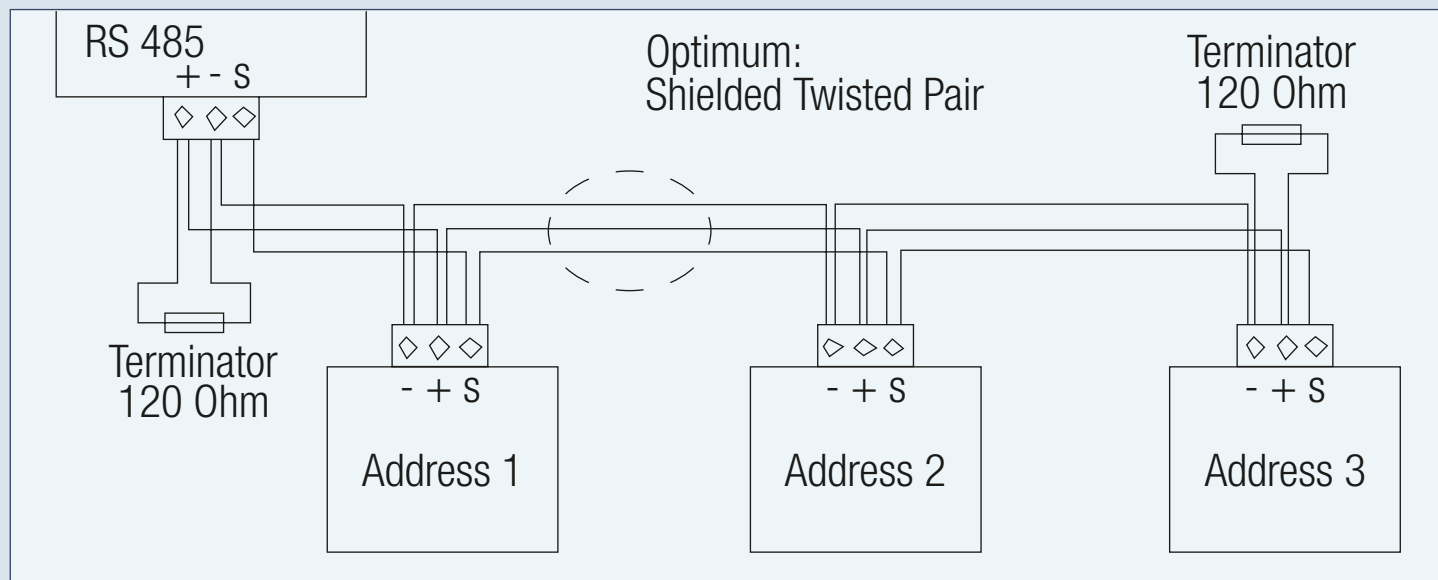 RS 485
+ - S
Optimum:
Shielded Twisted Pair
Terminator
120 Ohm
Terminator
120 Ohm
- + S
- + S
- + S
Address 1
Address 2
Address 3